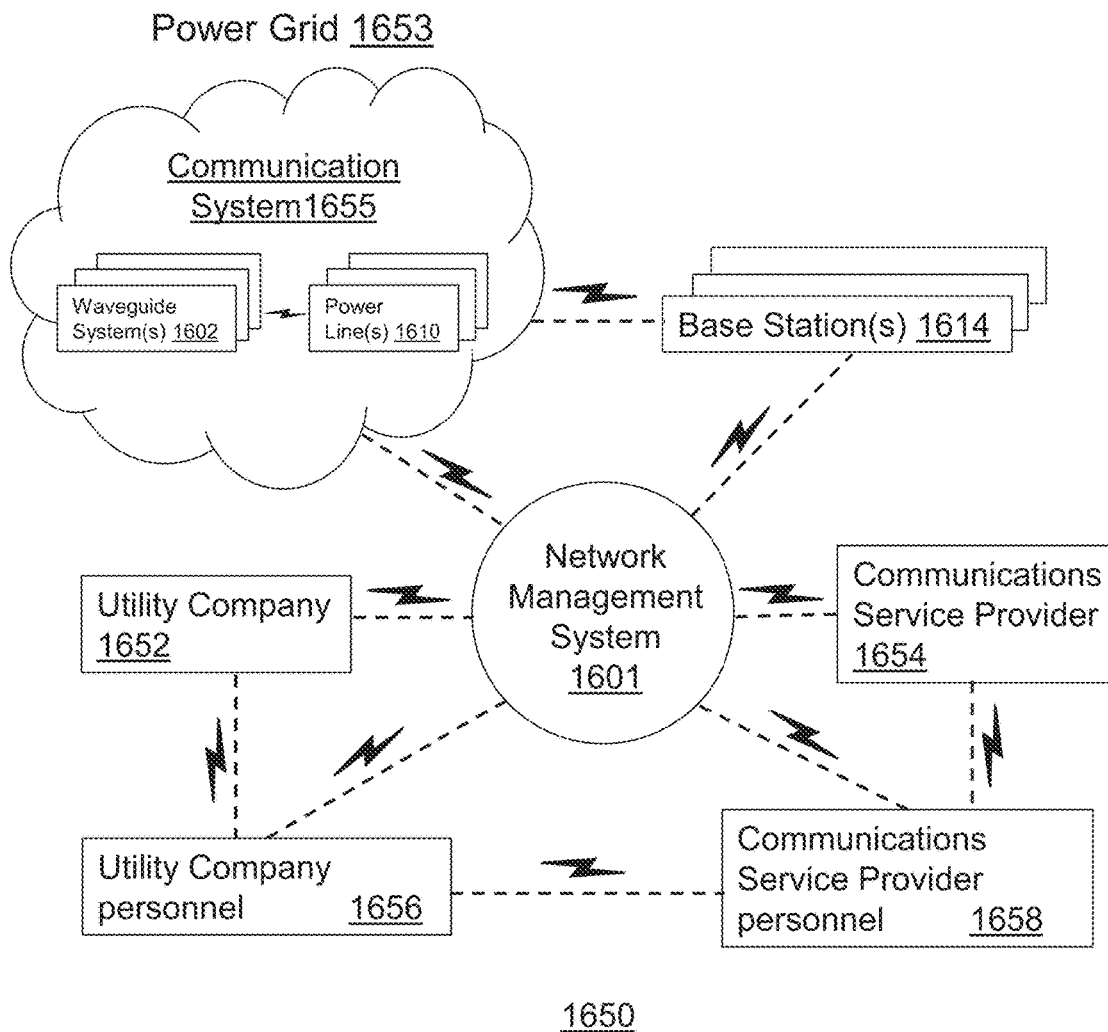 Power Grid 1653
Communication
System1655
Waveguide
System(s) 1602
Power
Line(s) 1610
Base Station(s) 1614
Network
Management
System
1601
Utility Company
1652
Communications
Service Provider
1654
Utility Company
personnel 1656
Communications
Service Provider
personnel 1658
1650